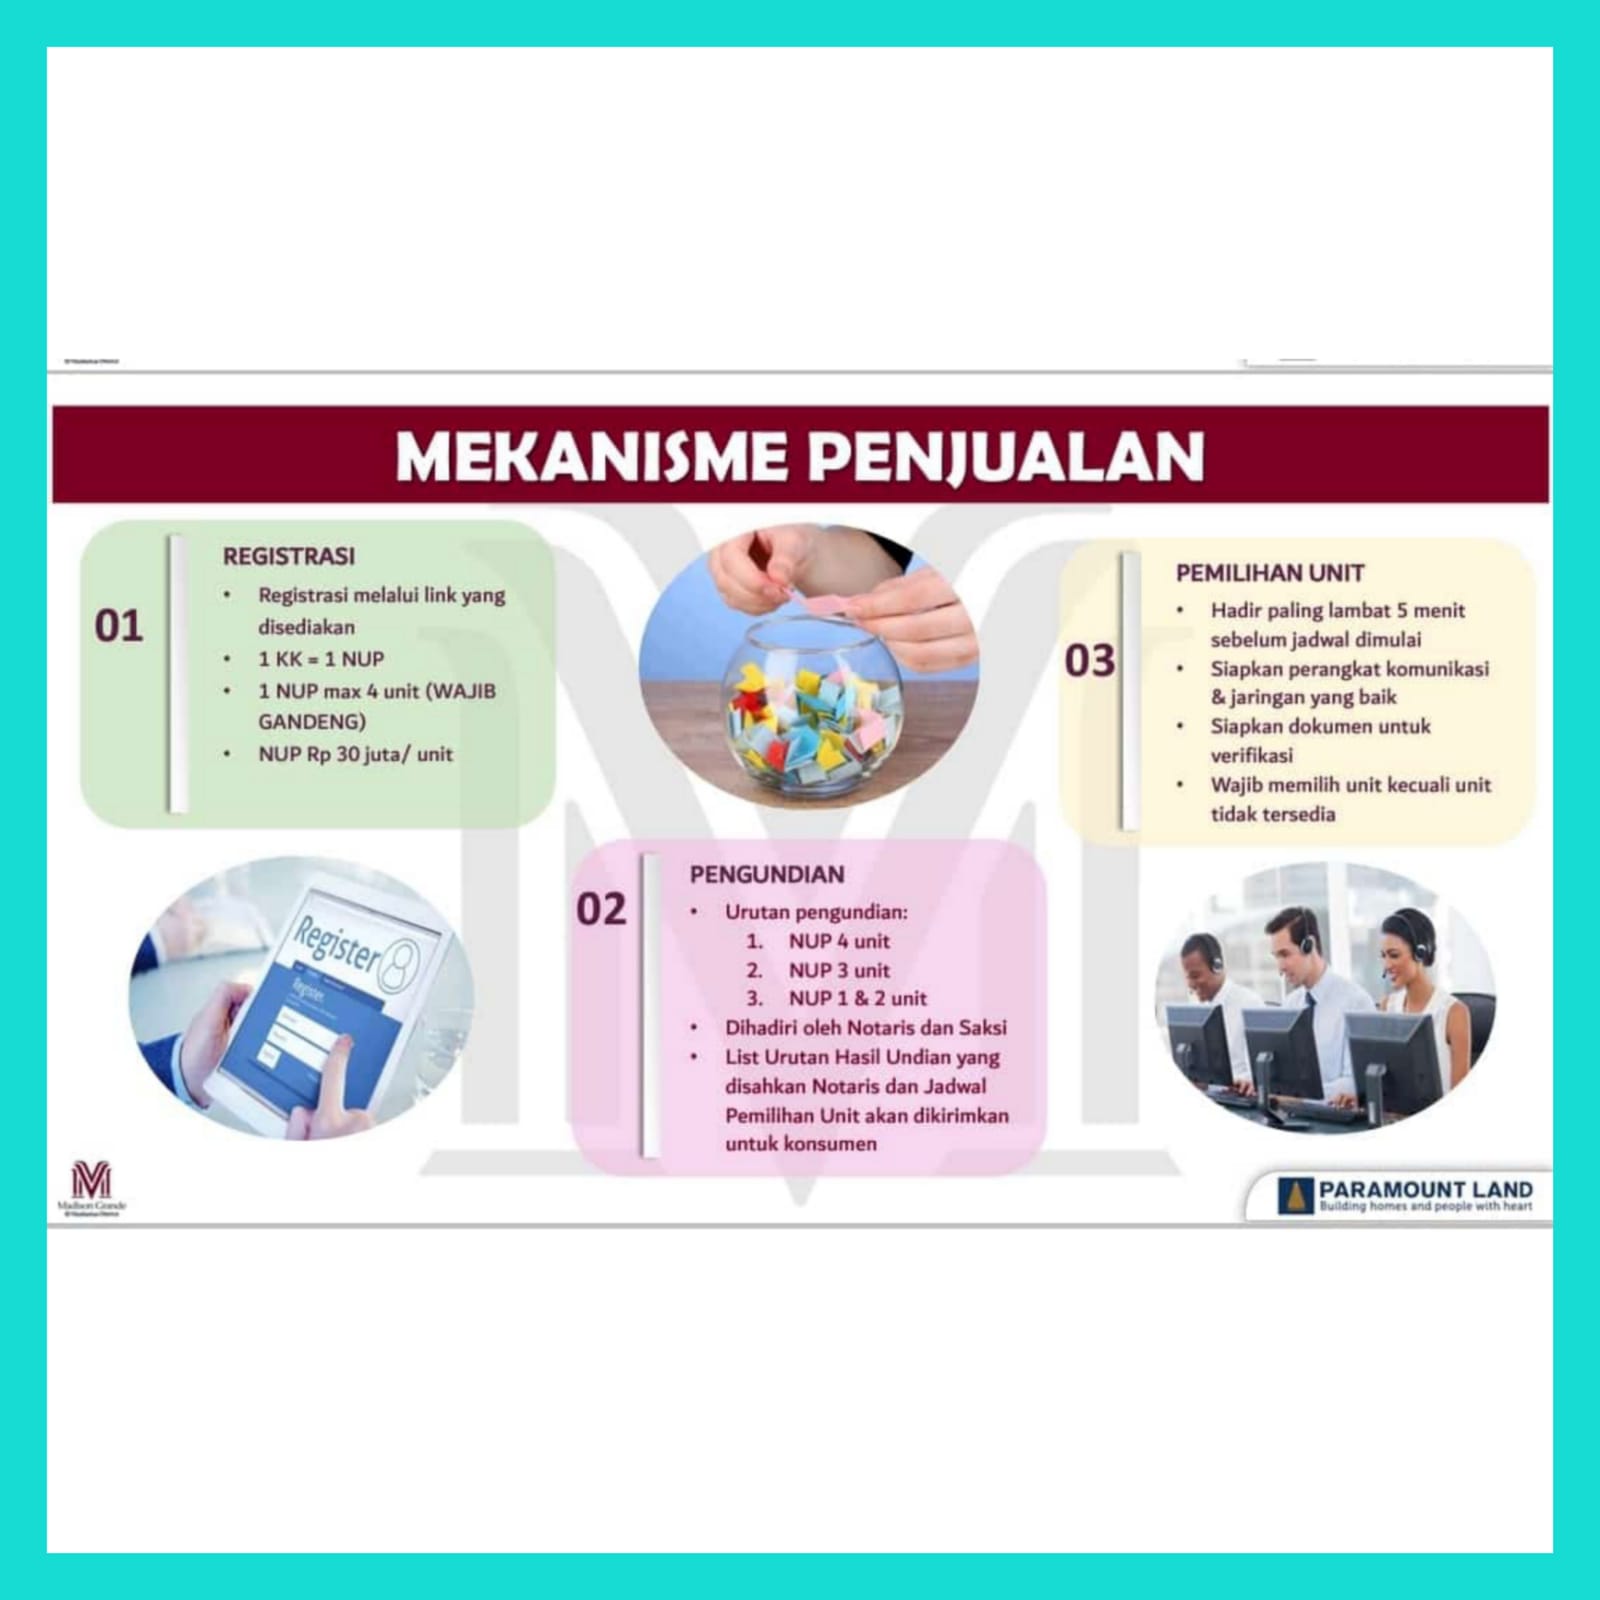 MEKANISME PENJUALAN
01
REGISTRASI
• Registrasi melalui link yang
disediakan
• 1 KK = 1 NUP
• 1 NUP max 4 unit (WAJIB
GANDENG)
• NUP Rp 30 juta/ unit
Register
Register
02
PENGUNDIAN
• Urutan pengundian:
1. NUP 4 unit
2. NUP 3 unit
3. NUP 1 & 2 unit
• Dihadiri oleh Notaris dan Saksi
• List Urutan Hasil Undian yang
disahkan Notaris dan Jadwal
Pemilihan Unit akan dikirimkan
untuk konsumen
03
PEMILIHAN UNIT
• Hadir paling lambat 5 menit
sebelum jadwal dimulai
• Siapkan perangkat komunikasi
& jaringan yang baik
• Siapkan dokumen untuk
verifikasi
• Wajib memilih unit kecuali unit
tidak tersedia
Madison Grande
PARAMOUNT LAND
Building homes and people with heart